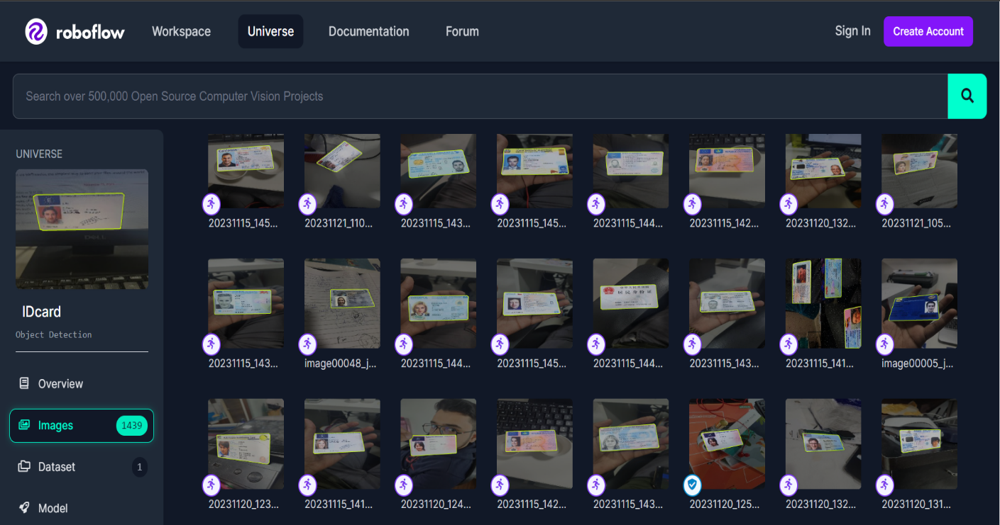 roboflow
Workspace
Universe
Documentation
Forum
Sign In
Create Account
Search over 500,000 Open Source Computer Vision Projects
UNIVERSE
IDcard
Object Detection
Overview
Images 1439
Dataset 1
Model
20231115_145... 20231121_110... 20231115_143... 20231115_145... 20231115_144... 20231115_142... 20231120_132... 20231121_105...
20231115_143... image00048_j... 20231115_144... 20231115_145... 20231115_144... 20231115_143... 20231115_141... image00005_j...
20231120_123... 20231115_141... 20231120_124... 20231115_142... 20231115_143... 20231120_125... 20231120_132... 20231120_131...